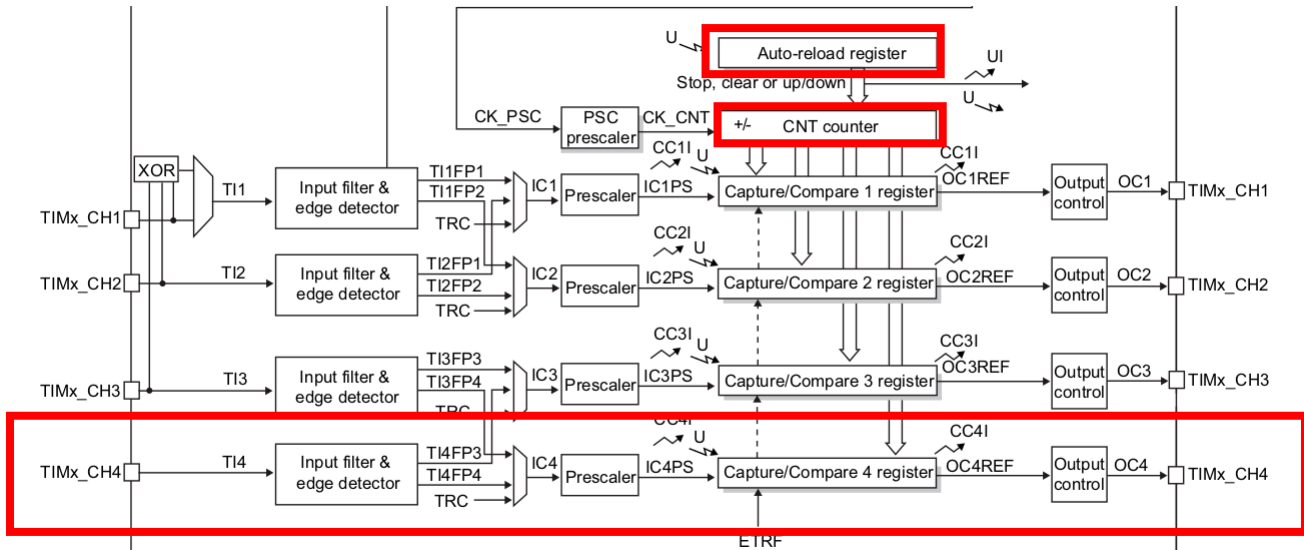 U
Auto-reload register
UI
Stop, clear or up/down
U
CK_PSC
PSC
prescaler
CK_CNT
+/- CNT counter
XOR
TI1
Input filter &
edge detector
TI1FP1
TI1FP2
TRC
IC1
Prescaler
CC1I
U
IC1PS
Capture/Compare 1 register
CC1I
OC1REF
Output
control
OC1
TIMx_CH1
TIMx_CH1
TIMx_CH2
TI2
Input filter &
edge detector
TI2FP1
TI2FP2
TRC
IC2
Prescaler
CC2I
U
IC2PS
Capture/Compare 2 register
CC2I
OC2REF
Output
control
OC2
TIMx_CH2
TIMx_CH3
TI3
Input filter &
edge detector
TI3FP3
TI3FP4
TRC
IC3
Prescaler
CC3I
U
IC3PS
Capture/Compare 3 register
CC3I
OC3REF
Output
control
OC3
TIMx_CH3
TIMx_CH4
TI4
Input filter &
edge detector
TI4FP3
TI4FP4
TRC
IC4
Prescaler
CC4I
U
IC4PS
Capture/Compare 4 register
CC4I
OC4REF
Output
control
OC4
TIMx_CH4
ETRF